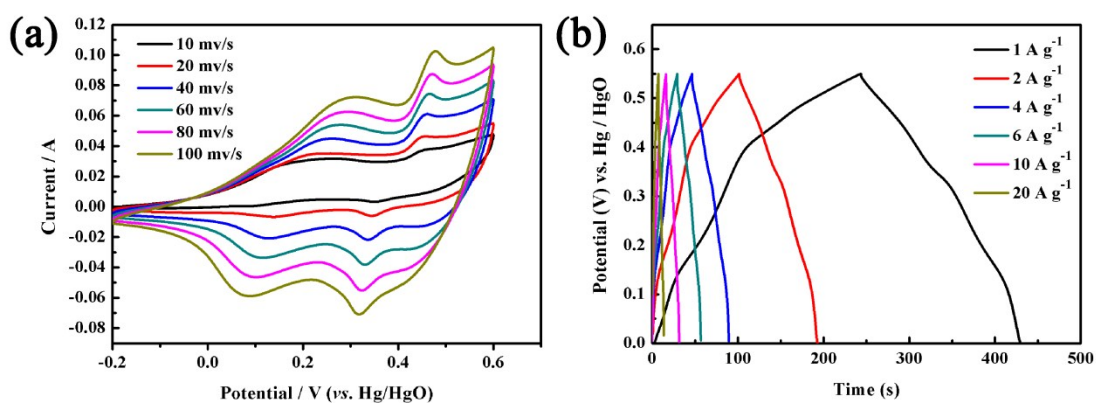 (a)
10 mv/s
20 mv/s
40 mv/s
60 mv/s
80 mv/s
100 mv/s
Current / A
0.12
0.10
0.08
0.06
0.04
0.02
0.00
-0.02
-0.04
-0.06
-0.08
-0.2
0.0
0.2
0.4
0.6
Potential / V (vs. Hg/HgO)
(b)
1 A g⁻¹
2 A g⁻¹
4 A g⁻¹
6 A g⁻¹
10 A g⁻¹
20 A g⁻¹
Potential (V) vs. Hg / HgO
0.6
0.5
0.4
0.3
0.2
0.1
0.0
0
100
200
300
400
500
Time (s)